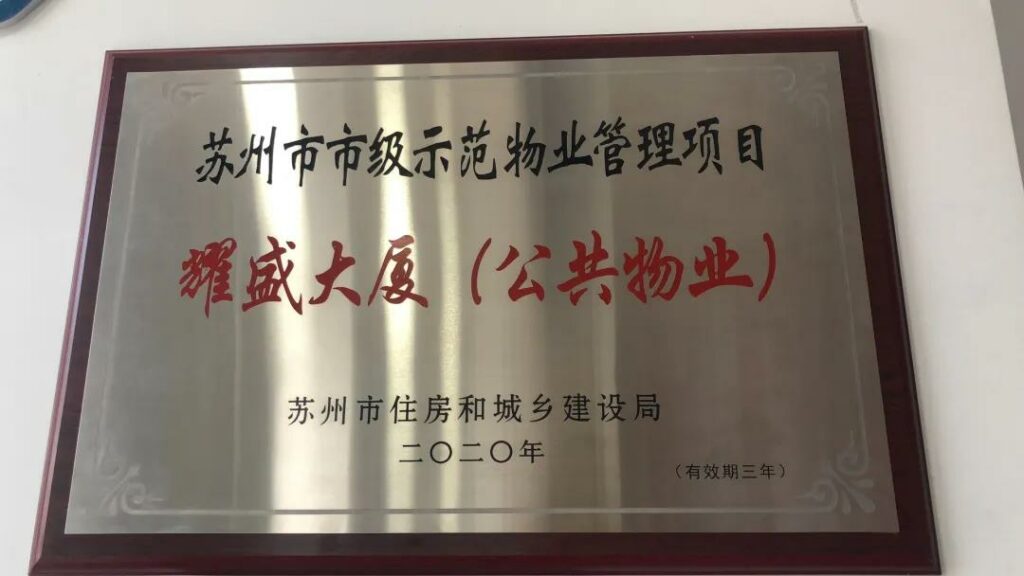 苏州市市级示范物业管理项目
耀盛大厦（公共物业）
苏州市住房和城乡建设局
二〇二〇年
（有效期三年）